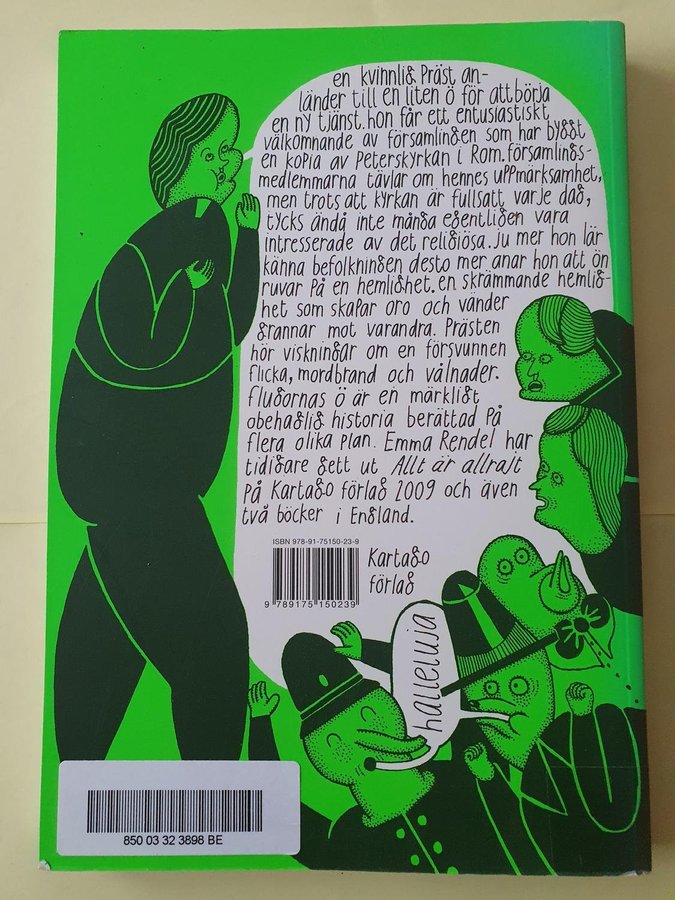 en kvinnlig Präst an-
länder till en liten ö för att börja
en ny tjänst. hon får ett entusiastiskt
välkomnande av församlingen som har byggt
en kopia av Peterskyrkan i Rom. församlings-
medlemmarna tävlar om hennes uppmärksamhet,
men trots att kyrkan är fullsatt varje dag,
tycks ändå inte många egentligen vara
intresserade av det religiösa. Ju mer hon lär
känna befolkningen desto mer anar hon att ön
ruvar på en hemlighet. en skrämmande hemlig-
het som skapar oro och vänder
grannar mot varandra. Prästen
hör viskningar om en försvunnen
flicka, mordbrand och vålnader.
flugornas ö är en märkligt
obehaglig historia berättad på
flera olika plan. Emma Rendel har
tidigare gett ut Allt är allrajt
på Kartago förlag 2009 och även
två böcker i England.
ISBN 978-91-75150-23-9
9 789175 150239
Kartago
förlag
halleluja
850 03 32 3898 BE